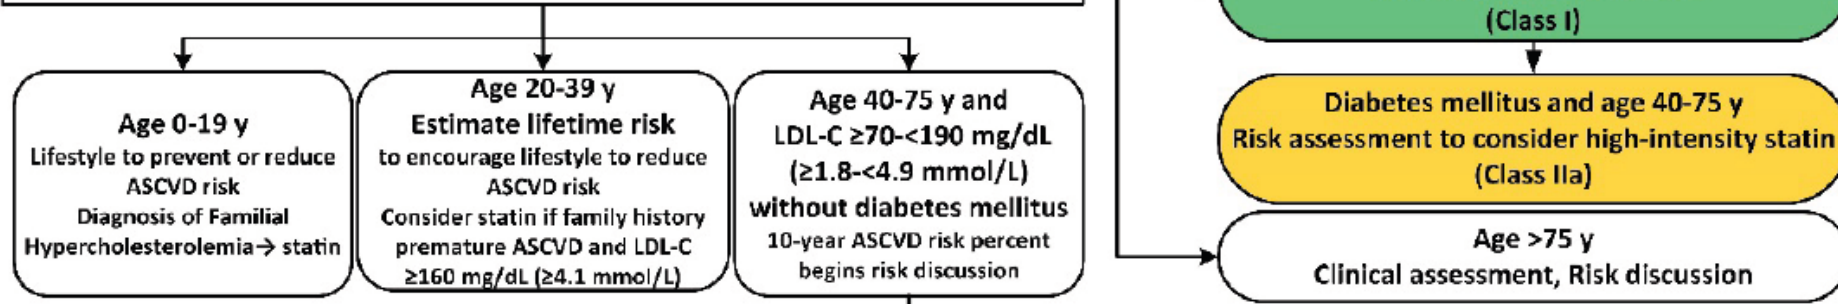 Age 0-19 y
Lifestyle to prevent or reduce
ASCVD risk
Diagnosis of Familial
Hypercholesterolemia→ statin
Age 20-39 y
Estimate lifetime risk
to encourage lifestyle to reduce
ASCVD risk
Consider statin if family history
premature ASCVD and LDL-C
≥160 mg/dL (≥4.1 mmol/L)
Age 40-75 y and
LDL-C ≥70-<190 mg/dL
(≥1.8-<4.9 mmol/L)
without diabetes mellitus
10-year ASCVD risk percent
begins risk discussion
(Class I)
Diabetes mellitus and age 40-75 y
Risk assessment to consider high-intensity statin
(Class IIa)
Age >75 y
Clinical assessment, Risk discussion